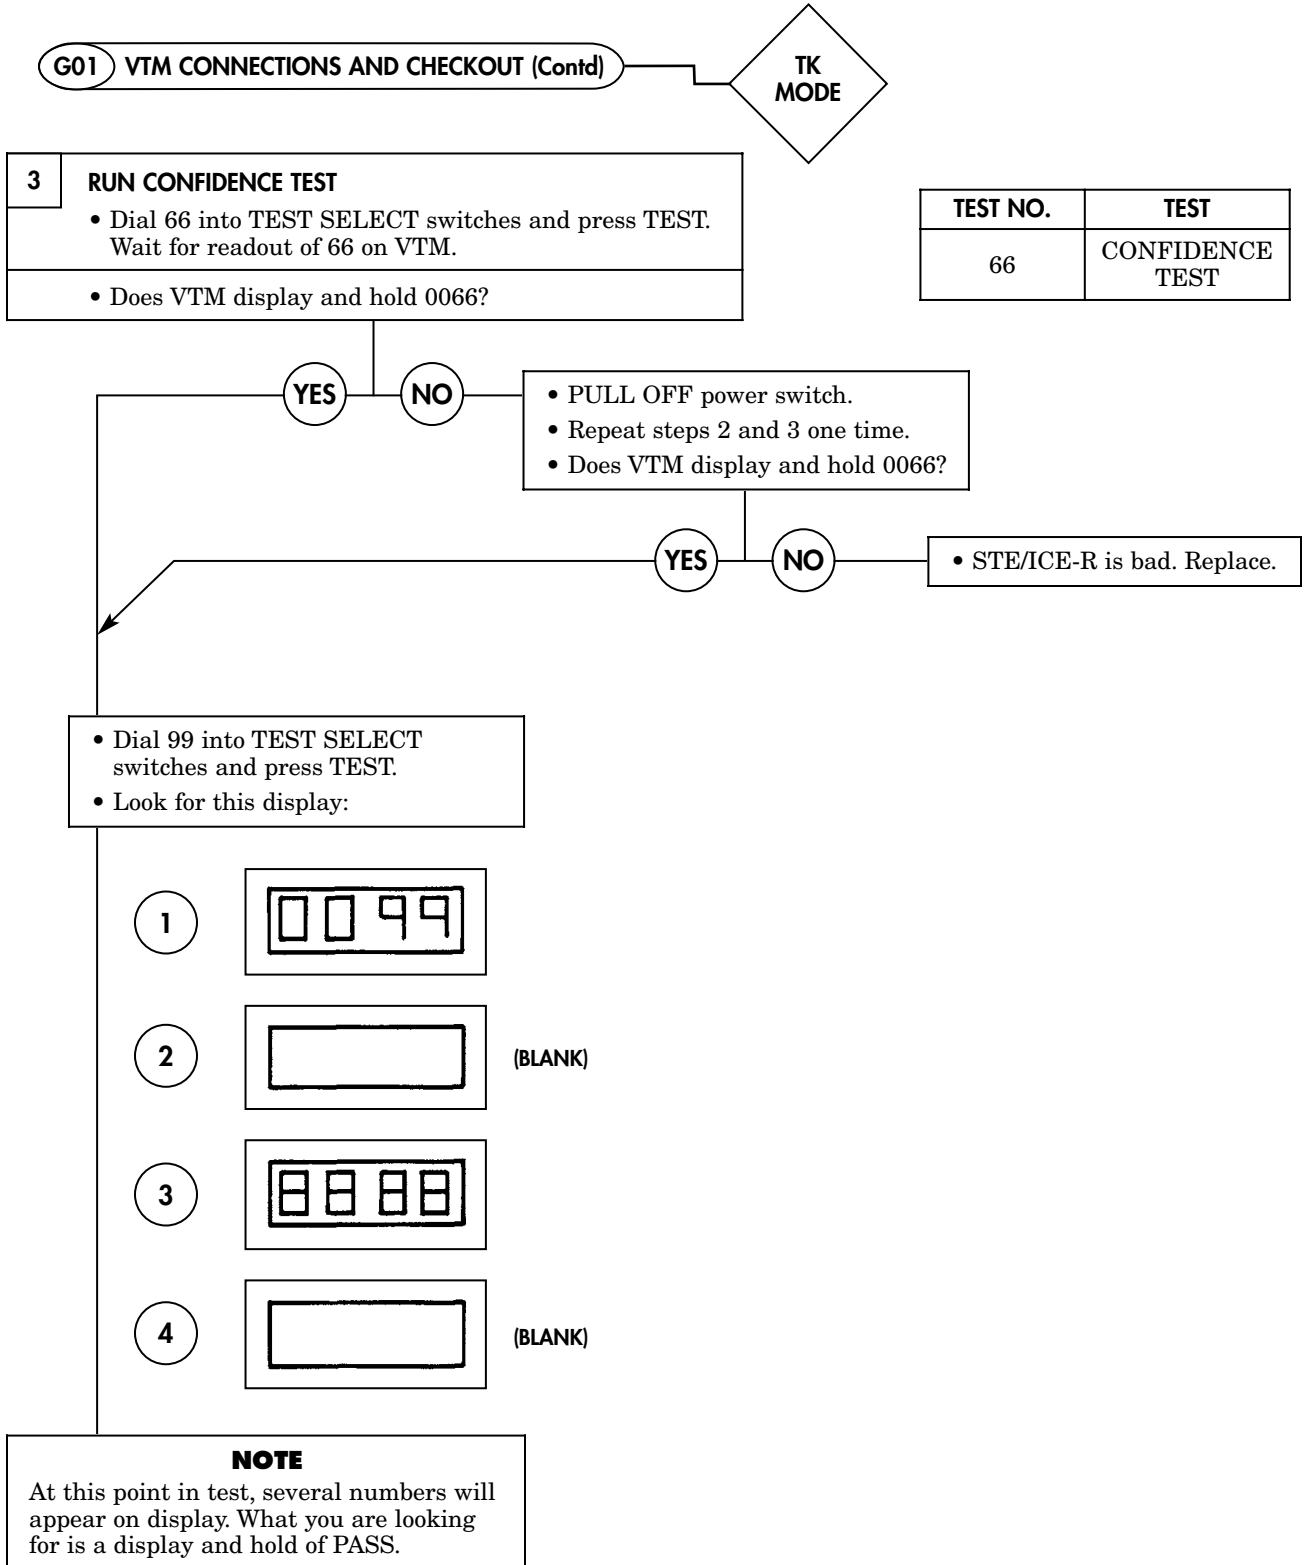 G01 VTM CONNECTIONS AND CHECKOUT (Contd)
TK
MODE
3 RUN CONFIDENCE TEST
• Dial 66 into TEST SELECT switches and press TEST.
Wait for readout of 66 on VTM.
• Does VTM display and hold 0066?
TEST NO. TEST
66 CONFIDENCE
TEST
YES NO
• PULL OFF power switch.
• Repeat steps 2 and 3 one time.
• Does VTM display and hold 0066?
YES NO
• STE/ICE-R is bad. Replace.
• Dial 99 into TEST SELECT
switches and press TEST.
• Look for this display:
1 0099
2 (BLANK)
3 8888
4 (BLANK)
NOTE
At this point in test, several numbers will
appear on display. What you are looking
for is a display and hold of PASS.